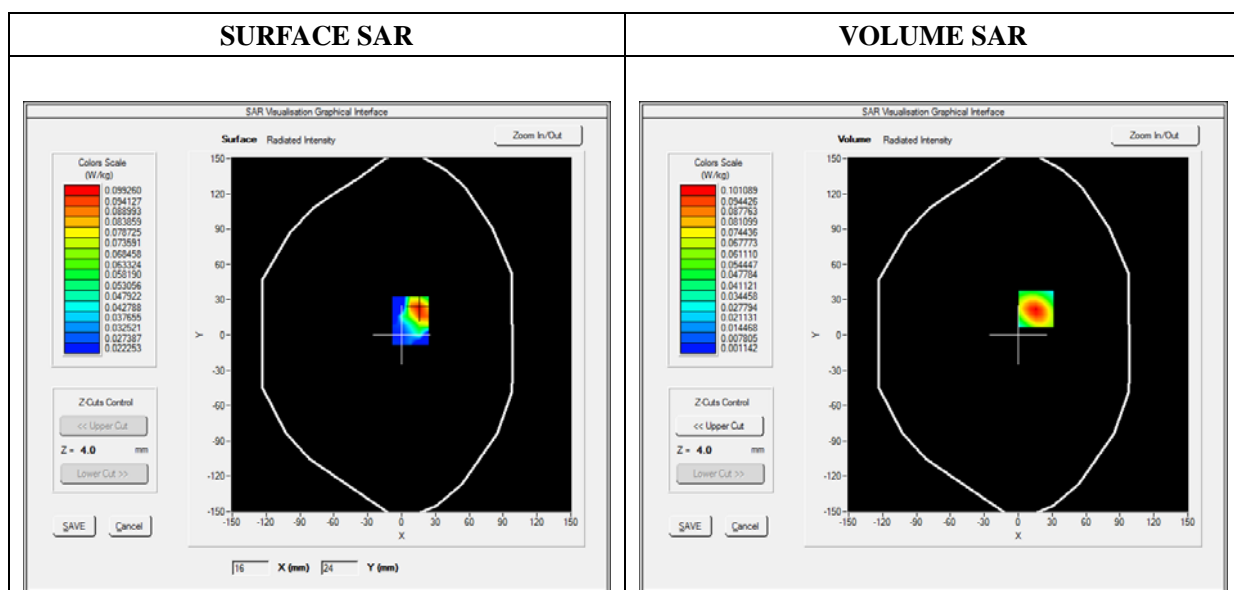 SURFACE SAR
VOLUME SAR
SAR Visualisation Graphical Interface
Surface Radiated Intensity
Zoom In/Out
Colors Scale
(W/kg)
0.099260
0.094127
0.088993
0.083859
0.078725
0.073591
0.068458
0.063324
0.058190
0.053056
0.047922
0.042788
0.037655
0.032521
0.027387
0.022253
Z-Cuts Control
<< Upper Cut
Z = 4.0 mm
Lower Cut >>
SAVE Cancel
150
120
90
60
30
0
-30
-60
-90
-120
-150
Y
-150 -120 -90 -60 -30 0 30 60 90 120 150
X
16 X (mm) 24 Y (mm)
SAR Visualisation Graphical Interface
Volume Radiated Intensity
Zoom In/Out
Colors Scale
(W/kg)
0.101089
0.094426
0.087763
0.081099
0.074436
0.067773
0.061110
0.054447
0.047784
0.041121
0.034458
0.027794
0.021131
0.014468
0.007805
0.001142
Z-Cuts Control
<< Upper Cut
Z = 4.0 mm
Lower Cut >>
SAVE Cancel
150
120
90
60
30
0
-30
-60
-90
-120
-150
Y
-150 -120 -90 -60 -30 0 30 60 90 120 150
X